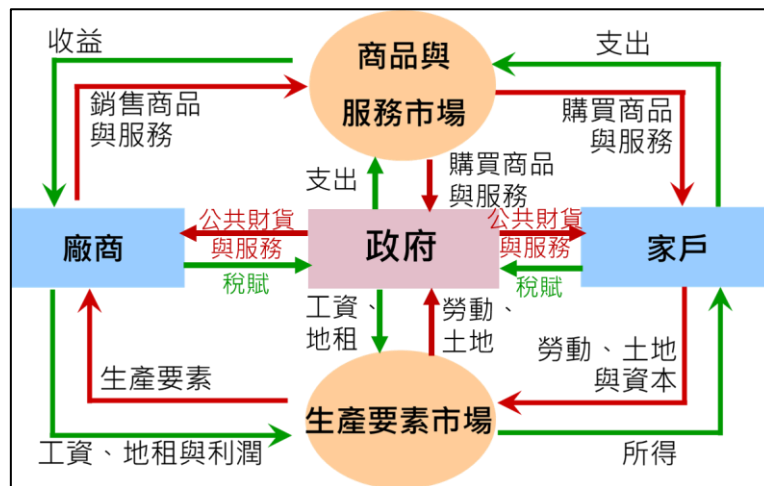 收益
商品與
服務市場
支出
銷售商品
與服務
購買商品
與服務
支出
購買商品
與服務
廠商
公共財貨
與服務
稅賦
政府
公共財貨
與服務
稅賦
家戶
工資、
地租
勞動、
土地
勞動、土地
與資本
生產要素
生產要素市場
工資、地租與利潤
所得